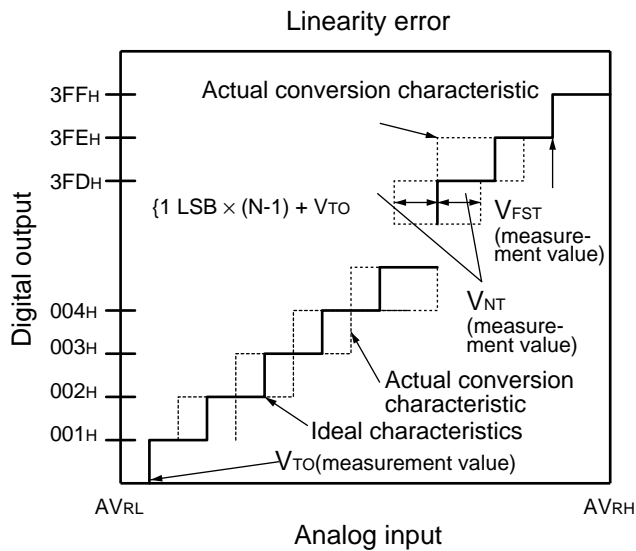 Linearity error
3FFH
3FEH
3FDH
004H
003H
002H
001H
Digital output
Actual conversion characteristic
{1 LSB × (N-1) + VTO
VFST
(measure-
ment value)
VNT
(measure-
ment value)
Actual conversion
characteristic
Ideal characteristics
VTO(measurement value)
AVRL
AVRH
Analog input